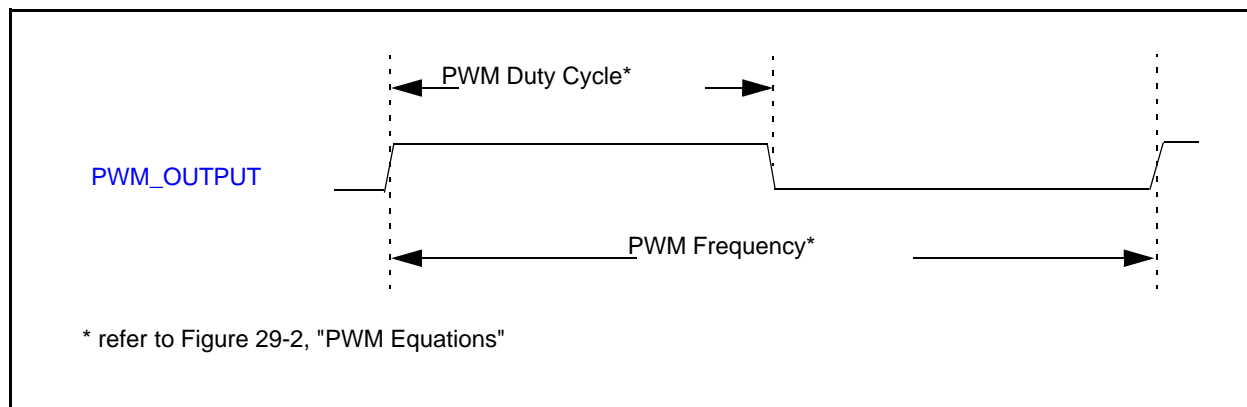 PWM Duty Cycle*
PWM_OUTPUT
PWM Frequency*
* refer to Figure 29-2, "PWM Equations"